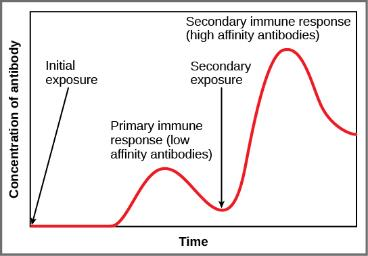 Secondary immune response
(high affinity antibodies)
Initial
exposure
Secondary
exposure
Primary immune
response (low
affinity antibodies)
Concentration of antibody
Time